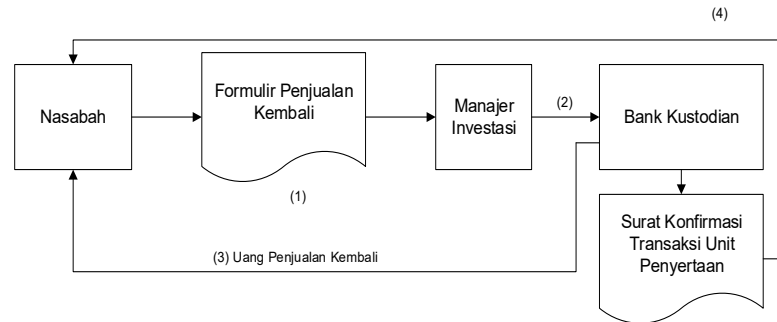 (4)
Nasabah
Formulir Penjualan
Kembali
(1)
Manajer
Investasi
(2)
Bank Kustodian
(3) Uang Penjualan Kembali
Surat Konfirmasi
Transaksi Unit
Penyertaan